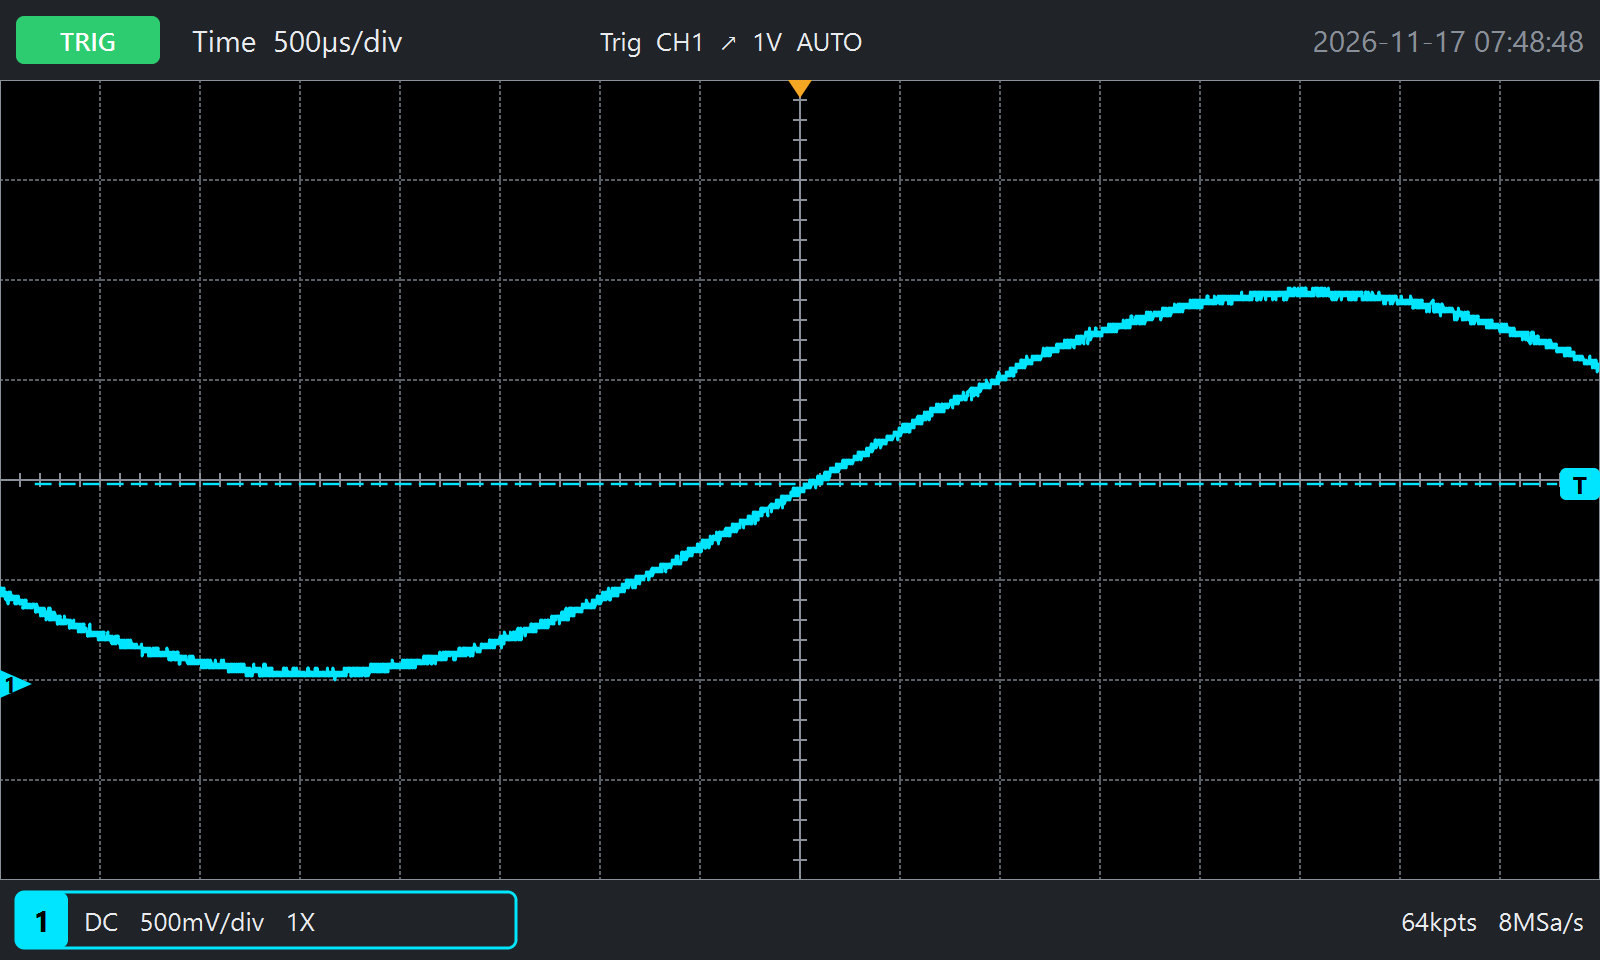 TRIG Time 500µs/div Trig CH1 ↗ 1V AUTO 2026-11-17 07:48:48
T
1
1 DC 500mV/div 1X 64kpts 8MSa/s